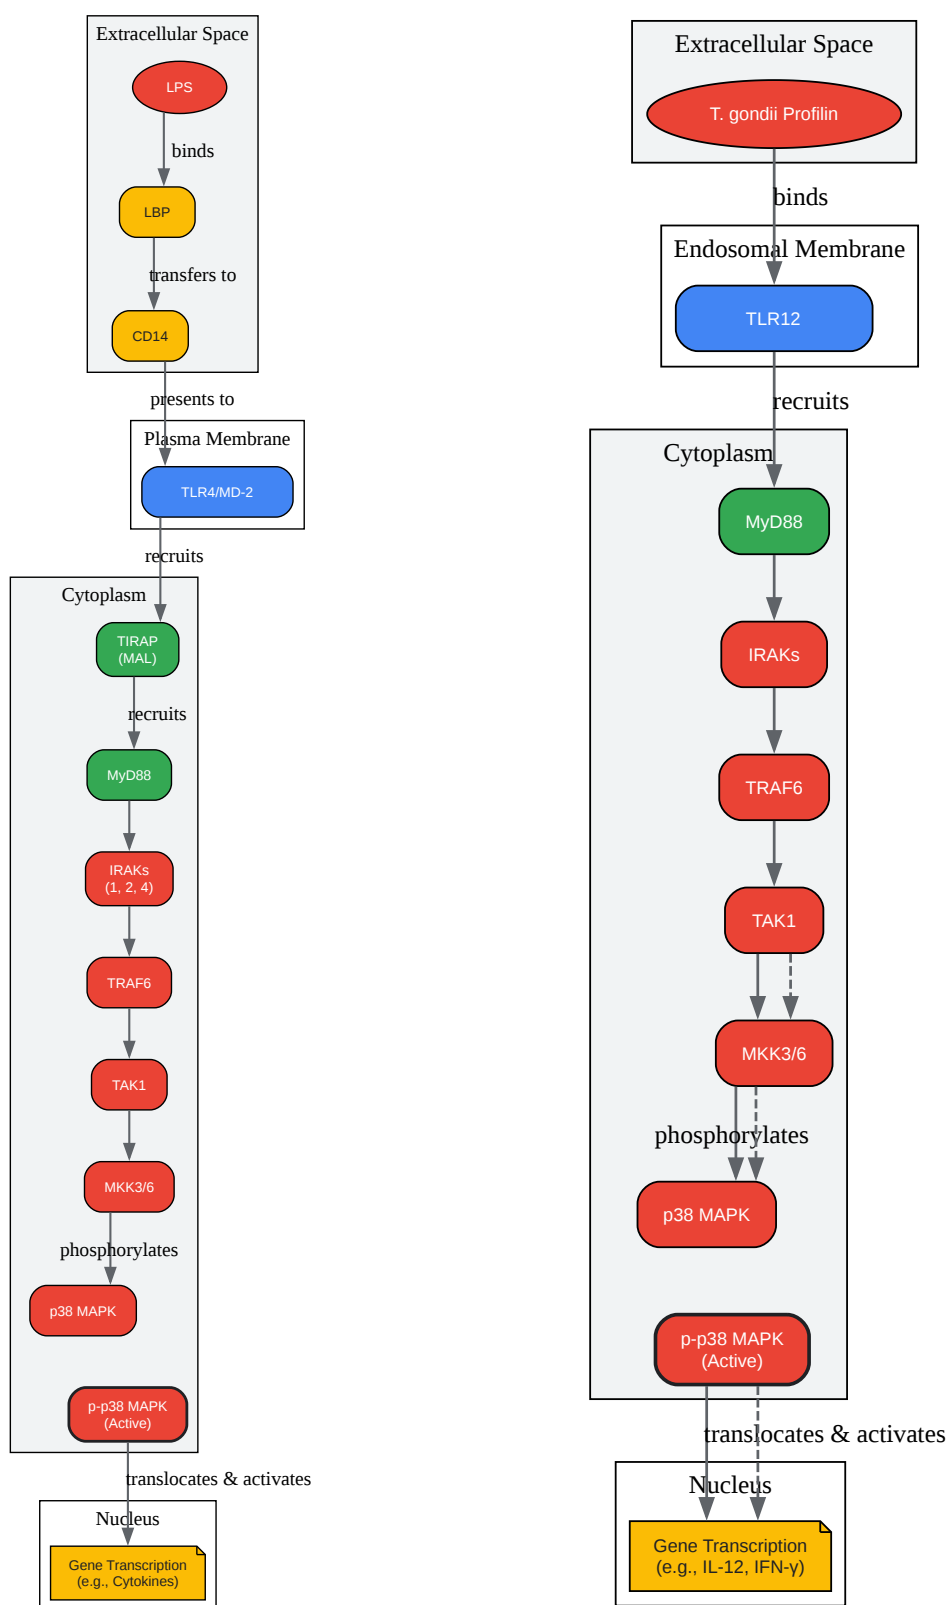 Extracellular Space
LPS
binds
LBP
transfers to
CD14
presents to
Plasma Membrane
TLR4/MD-2
recruits
Cytoplasm
TIRAP
(MAL)
recruits
MyD88
IRAKs
(1, 2, 4)
TRAF6
TAK1
MKK3/6
phosphorylates
p38 MAPK
p-p38 MAPK
(Active)
translocates & activates
Nucleus
Gene Transcription
(e.g., Cytokines)
Extracellular Space
T. gondii Profilin
binds
Endosomal Membrane
TLR12
recruits
Cytoplasm
MyD88
IRAKs
TRAF6
TAK1
MKK3/6
phosphorylates
p38 MAPK
p-p38 MAPK
(Active)
translocates & activates
Nucleus
Gene Transcription
(e.g., IL-12, IFN-γ)